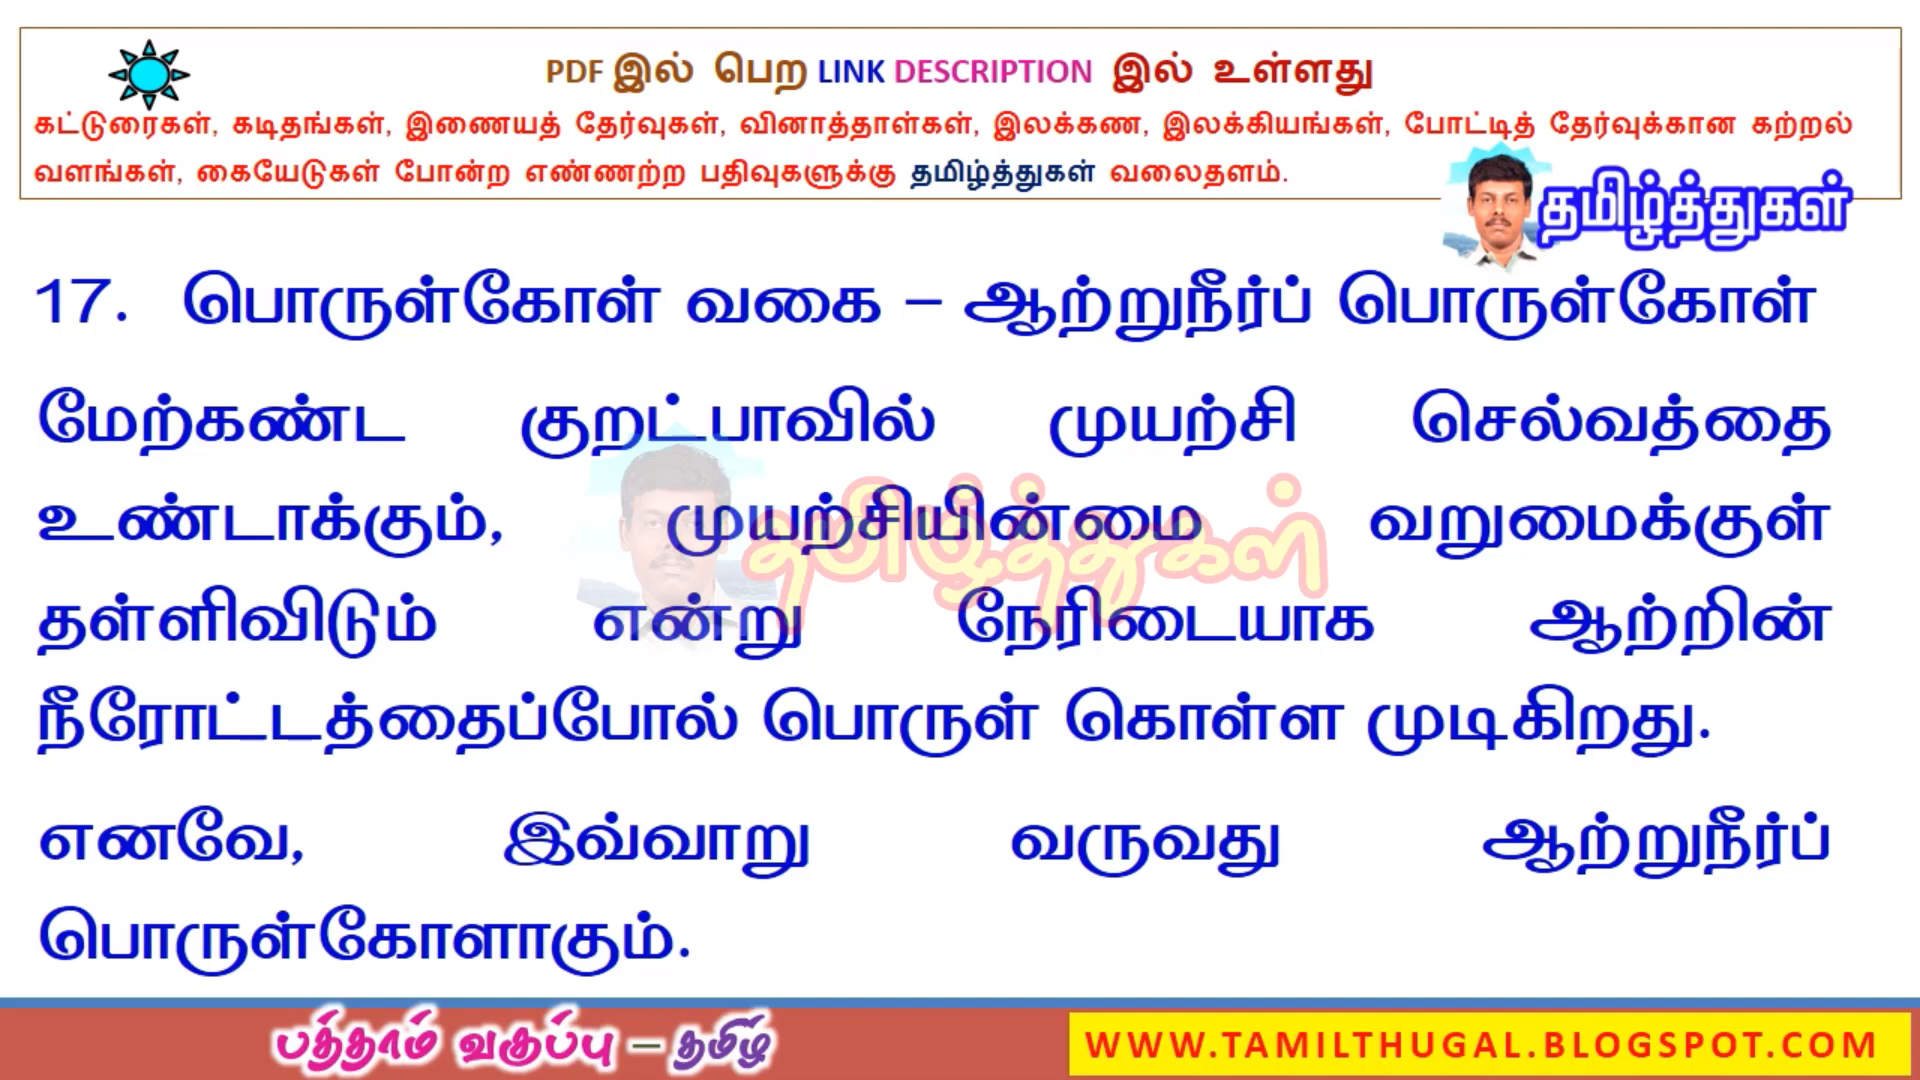 PDF இல் பெற LINK DESCRIPTION இல் உள்ளது
கட்டுரைகள், கடிதங்கள், இணையத் தேர்வுகள், வினாத்தாள்கள், இலக்கண, இலக்கியங்கள், போட்டித் தேர்வுக்கான கற்றல்
வளங்கள், கையேடுகள் போன்ற எண்ணற்ற பதிவுகளுக்கு தமிழ்த்துகள் வலைதளம்.
தமிழ்த்துகள்
17. பொருள்கோள் வகை – ஆற்றுநீர்ப் பொருள்கோள்
மேற்கண்ட குறட்பாவில் முயற்சி செல்வத்தை
உண்டாக்கும், முயற்சியின்மை வறுமைக்குள்
தமிழ்த்துகள்
தள்ளிவிடும் என்று நேரிடையாக ஆற்றின்
நீரோட்டத்தைப்போல் பொருள் கொள்ள முடிகிறது.
எனவே, இவ்வாறு வருவது ஆற்றுநீர்ப்
பொருள்கோளாகும்.
பத்தாம் வகுப்பு – தமிழ்
WWW.TAMILTHUGAL.BLOGSPOT.COM